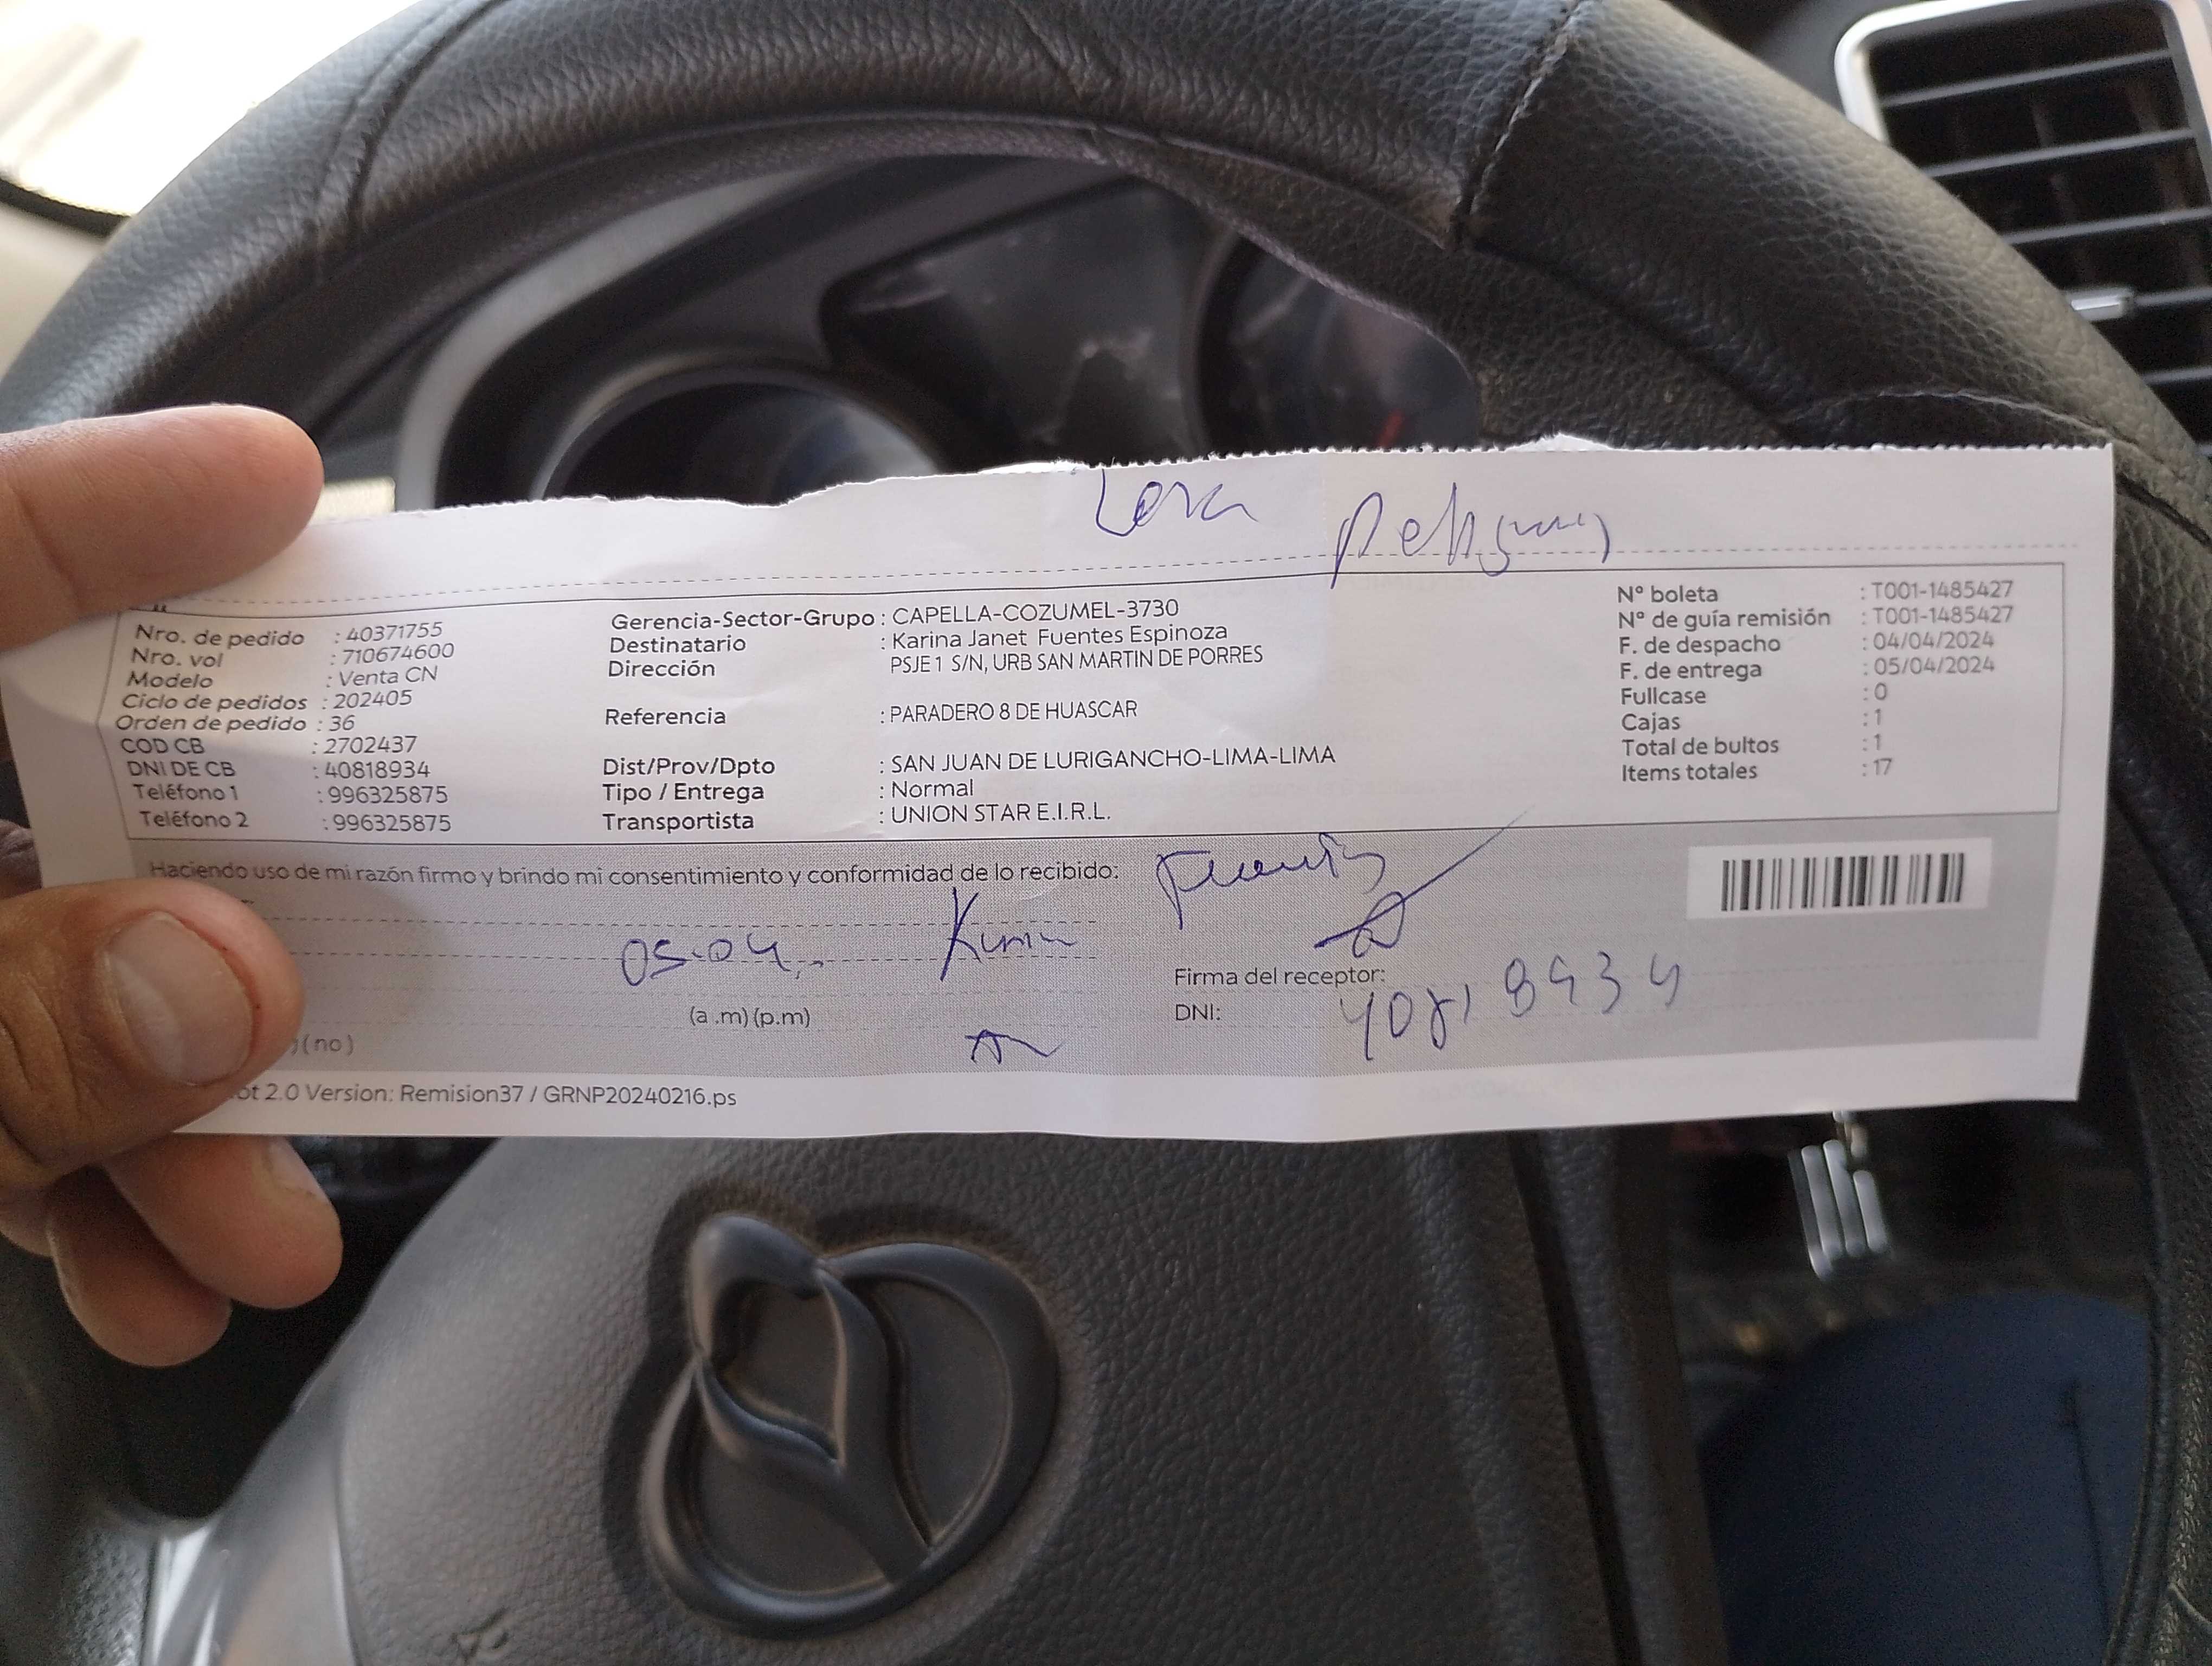 Nro. de pedido : 40371755
Nro. vol : 710674600
Modelo : Venta CN
Ciclo de pedidos : 202405
Orden de pedido : 36
COD CB : 2702437
DNI DE CB : 40818934
Teléfono 1 : 996325875
Teléfono 2 : 996325875
Gerencia-Sector-Grupo : CAPELLA-COZUMEL-3730
Destinatario : Karina Janet Fuentes Espinoza
Dirección PSJE 1 S/N, URB SAN MARTIN DE PORRES
Referencia : PARADERO 8 DE HUASCAR
Dist/Prov/Dpto : SAN JUAN DE LURIGANCHO-LIMA-LIMA
Tipo / Entrega : Normal
Transportista : UNION STAR E.I.R.L.
Nº boleta : T001-1485427
Nº de guía remisión : T001-1485427
F. de despacho : 04/04/2024
F. de entrega : 05/04/2024
Fullcase : 0
Cajas : 1
Total de bultos : 1
Items totales : 17
Haciendo uso de mi razón firmo y brindo mi consentimiento y conformidad de lo recibido:
05-04
Firma del receptor:
(a .m) (p.m) DNI: 40818934
(no)
2.0 Version: Remision37 / GRNP20240216.ps